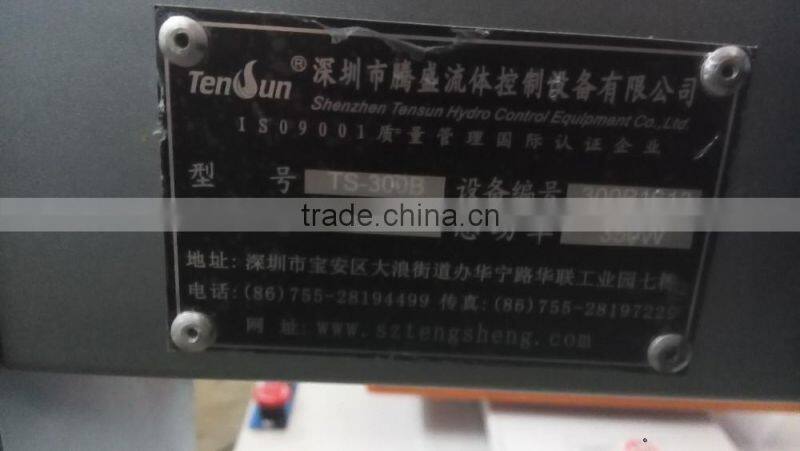 TenSun ® 深圳市腾盛流体控制设备有限公司
Shenzhen Tensun Hydro Control Equipment Co.,Ltd.
ISO9001质量管理国际认证企业
型 号 TS-300B 设备编号
trade.china.cn
总功率 350W
地址: 深圳市宝安区大浪街道办华宁路华联工业园七栋
电话:(86)755-28194499 传真:(86)755-28197229
网 址: www.sztengsheng.com